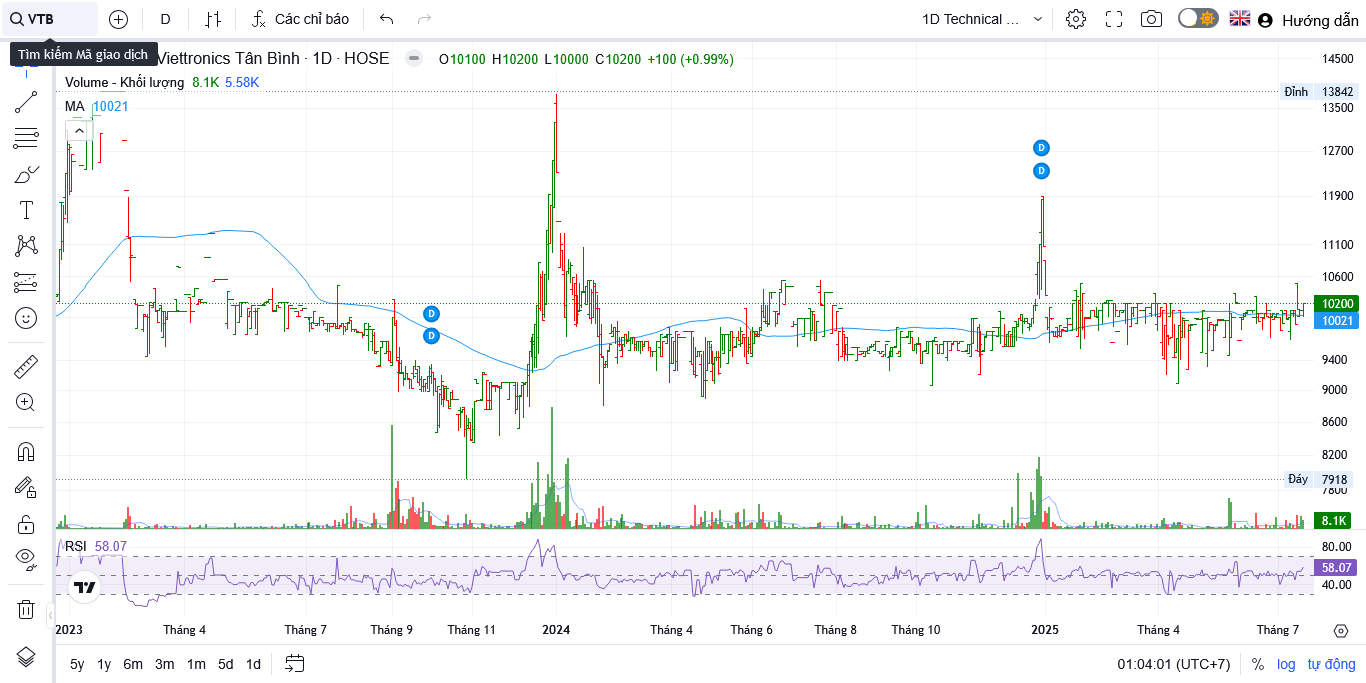 VTB D Các chỉ báo 1D Technical ... Hướng dẫn
Tìm kiếm Mã giao dịch
Viettronics Tân Bình · 1D · HOSE O10100 H10200 L10000 C10200 +100 (+0.99%)
Volume - Khối lượng 8.1K 5.58K
MA 10021
14500
Đỉnh 13842
13500
12700
D
D
11900
11100
10600
10200
D
10021
D
9400
9000
8600
8200
Đáy 7918
7800
8.1K
RSI 58.07
80.00
58.07
40.00
2023 Tháng 4 Tháng 7 Tháng 9 Tháng 11 2024 Tháng 4 Tháng 6 Tháng 8 Tháng 10 2025 Tháng 4 Tháng 7
5y 1y 6m 3m 1m 5d 1d 01:04:01 (UTC+7) % log tự động